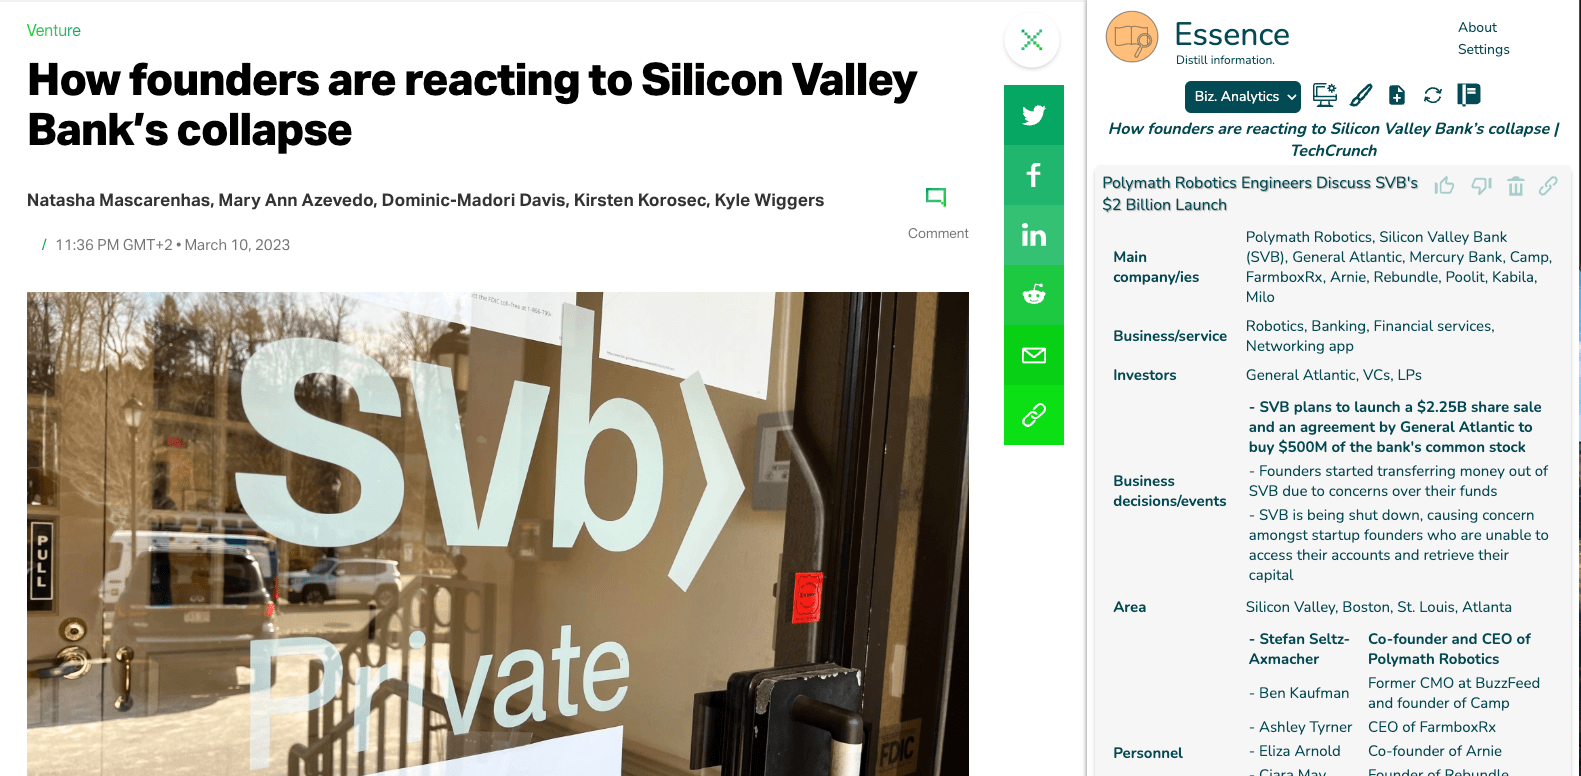 Venture
How founders are reacting to Silicon Valley
Bank’s collapse
Natasha Mascarenhas, Mary Ann Azevedo, Dominic-Madori Davis, Kirsten Korosec, Kyle Wiggers
Comment
/ 11:36 PM GMT+2 • March 10, 2023
svb
Private
PULL
FDIC
Essence
Distill information.
About
Settings
Biz. Analytics
How founders are reacting to Silicon Valley Bank’s collapse |
TechCrunch
Polymath Robotics Engineers Discuss SVB's
$2 Billion Launch
Main
company/ies
Polymath Robotics, Silicon Valley Bank
(SVB), General Atlantic, Mercury Bank, Camp,
FarmboxRx, Arnie, Rebundle, Poolit, Kabila,
Milo
Business/service
Robotics, Banking, Financial services,
Networking app
Investors
General Atlantic, VCs, LPs
Business
decisions/events
- SVB plans to launch a $2.25B share sale
and an agreement by General Atlantic to
buy $500M of the bank's common stock
- Founders started transferring money out of
SVB due to concerns over their funds
- SVB is being shut down, causing concern
amongst startup founders who are unable to
access their accounts and retrieve their
capital
Area
Silicon Valley, Boston, St. Louis, Atlanta
Personnel
- Stefan Seltz-
Axmacher
Co-founder and CEO of
Polymath Robotics
- Ben Kaufman
Former CMO at BuzzFeed
and founder of Camp
- Ashley Tyrner
CEO of FarmboxRx
- Eliza Arnold
Co-founder of Arnie
- Ciara May
Founder of Rebundle